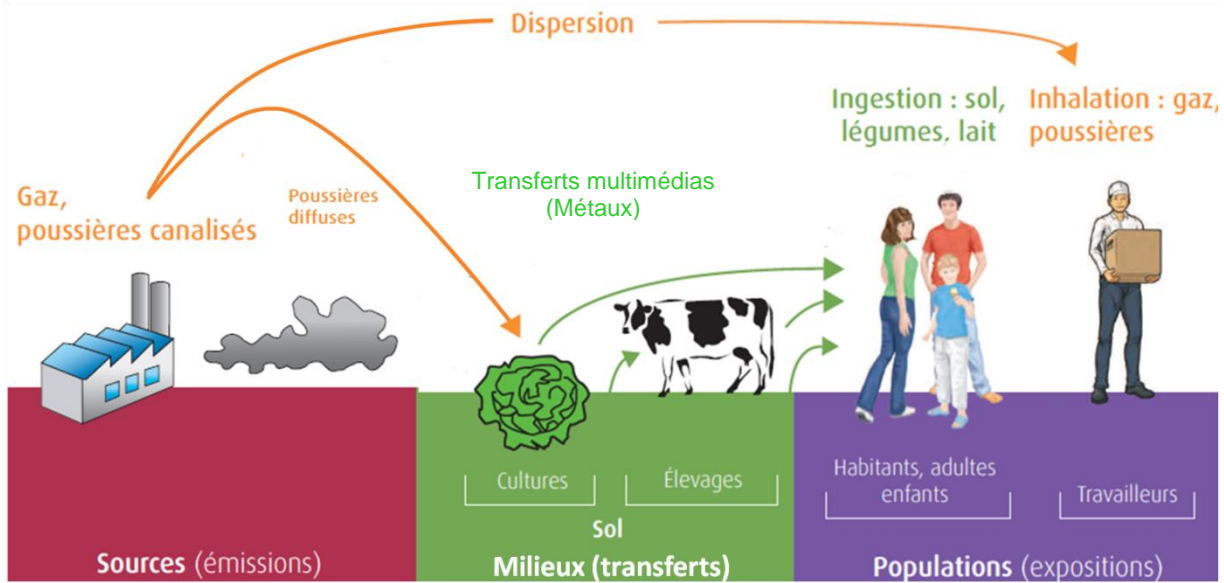 Dispersion
Ingestion : sol,
légumes, lait
Inhalation : gaz,
poussières
Transferts multimédias
(Métaux)
Gaz,
poussières canalisés
Poussières
diffuses
Cultures
Élevages
Habitants, adultes
enfants
Travailleurs
Sol
Sources (émissions)
Milieux (transferts)
Populations (expositions)